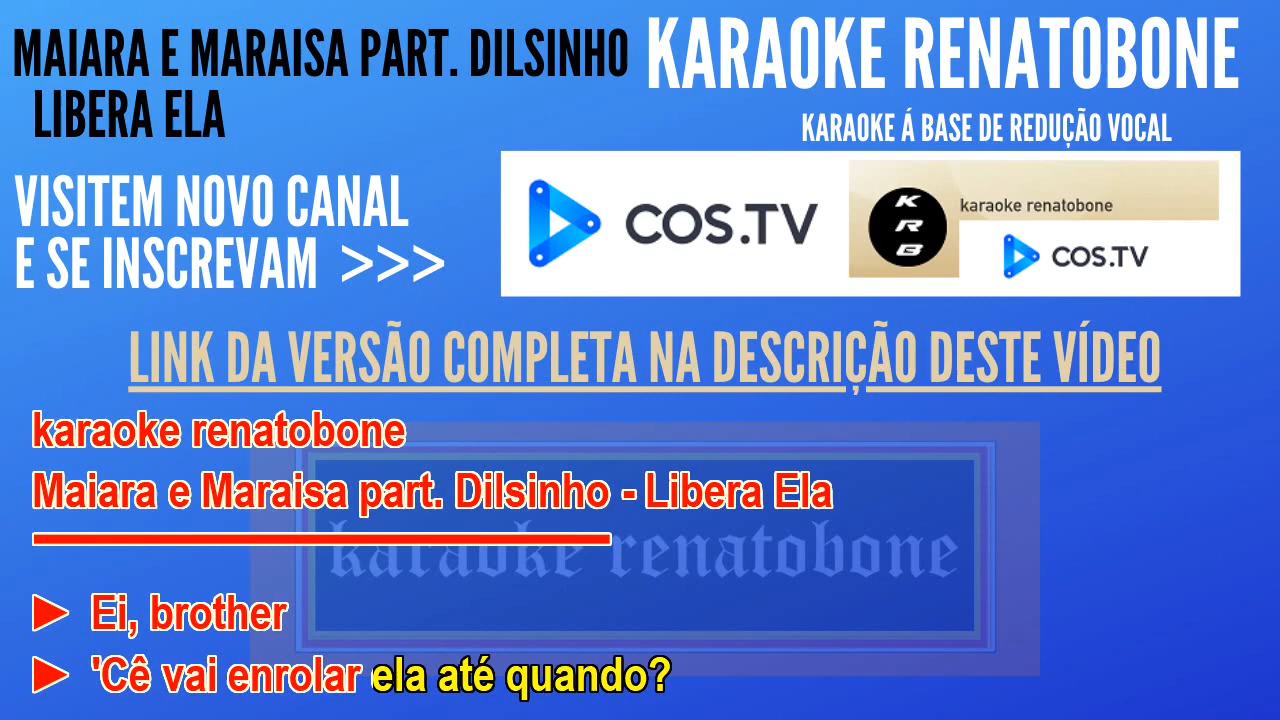 MAIARA E MARAISA PART. DILSINHO
LIBERA ELA
KARAOKE RENATOBONE
KARAOKE Á BASE DE REDUÇÃO VOCAL
VISITEM NOVO CANAL
E SE INSCREVAM >>>
COS.TV
K
R
B
karaoke renatobone
COS.TV
LINK DA VERSÃO COMPLETA NA DESCRIÇÃO DESTE VÍDEO
karaoke renatobone
Maiara e Maraisa part. Dilsinho - Libera Ela
karaoke renatobone
► Ei, brother
► 'Cê vai enrolar ela até quando?